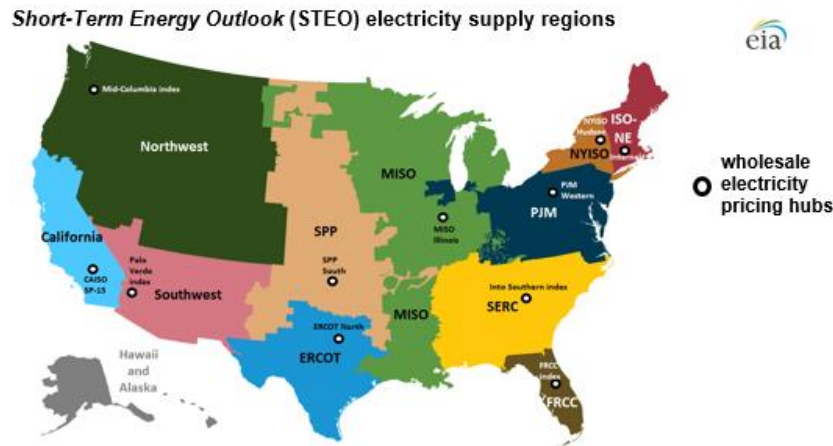 Short-Term Energy Outlook (STEO) electricity supply regions
eia
Mid-Columbia index
Northwest
MISO
NYISO
Hudson
ISO-
NE
Internal
NYISO
PJM
Western
PJM
wholesale
electricity
pricing hubs
California
CAISO
SP-15
Palo
Verde
index
Southwest
SPP
SPP
South
MISO
Illinois
MISO
Into Southern index
SERC
ERCOT North
ERCOT
Hawaii
and
Alaska
FRCC
index
FRCC